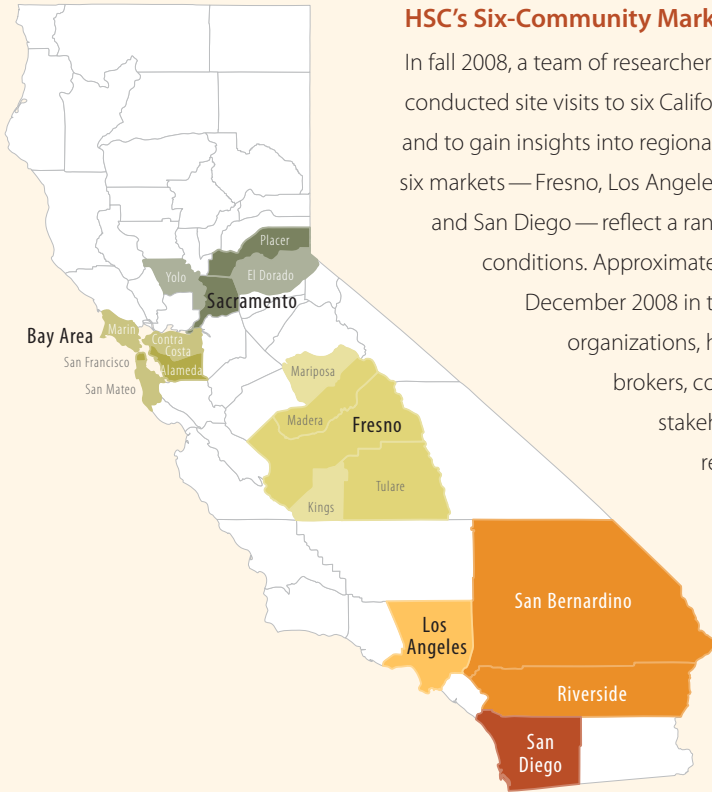 HSC's Six-Community Mark
In fall 2008, a team of researcher
conducted site visits to six Califo
and to gain insights into regiona
six markets — Fresno, Los Angele
and San Diego — reflect a ran
conditions. Approximate
December 2008 in t
organizations, h
brokers, co
stakeh
re
Placer
Yolo
El Dorado
Sacramento
Bay Area
Marin
Contra
Costa
San Francisco
Alameda
San Mateo
Mariposa
Madera
Fresno
Tulare
Kings
San Bernardino
Los
Angeles
Riverside
San
Diego